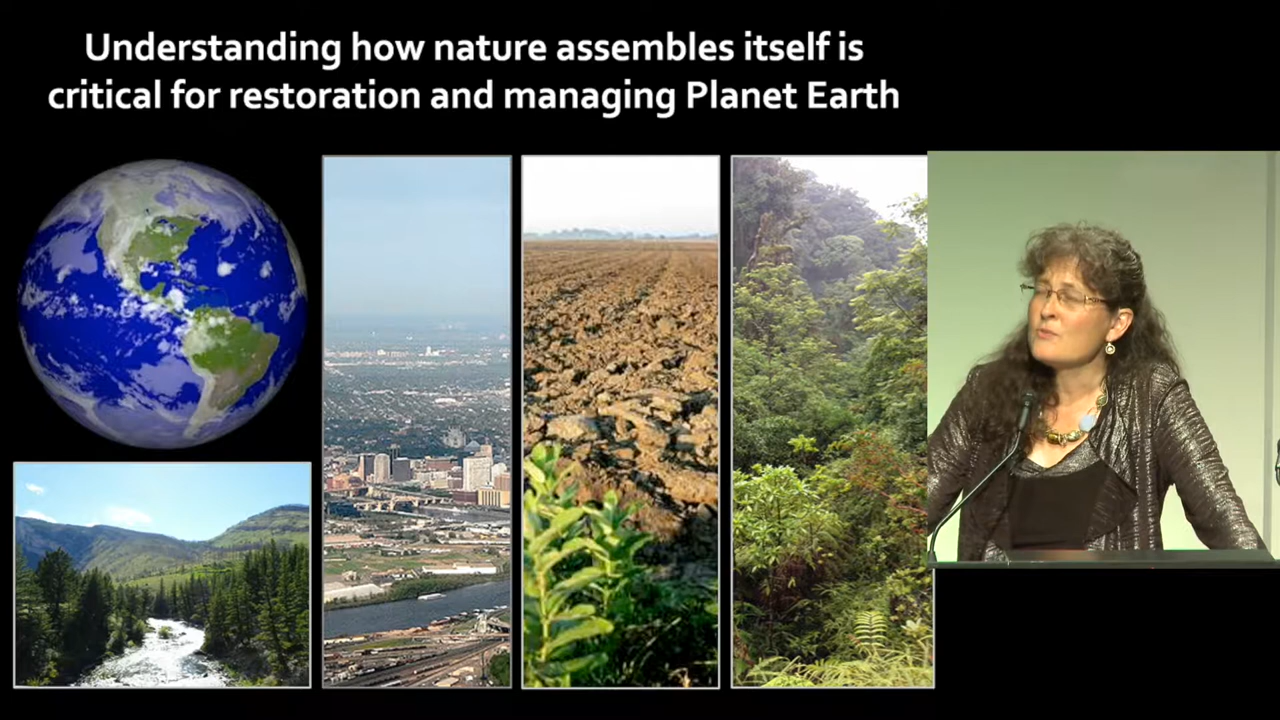 Understanding how nature assembles itself is
critical for restoration and managing Planet Earth